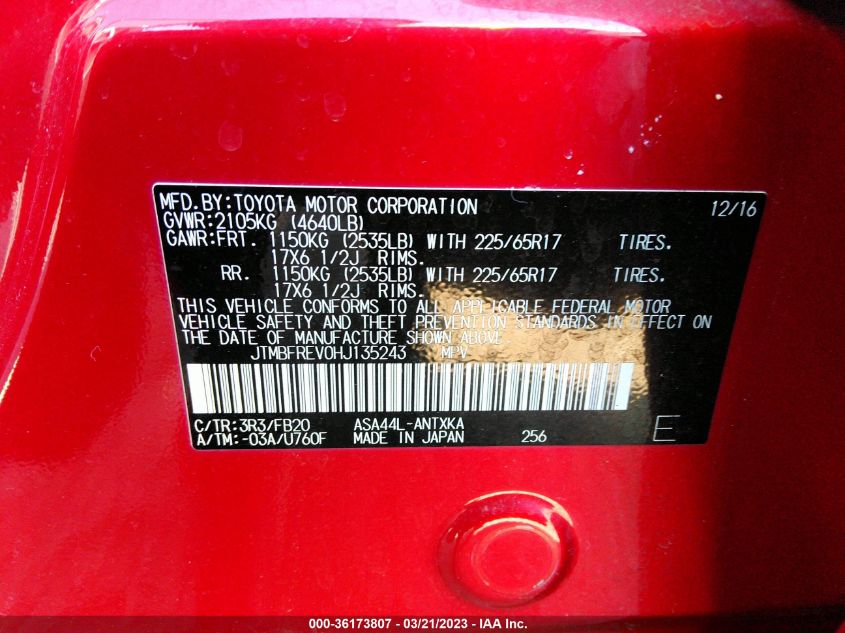 MFD.BY:TOYOTA MOTOR CORPORATION 12/16
GVWR:2105KG (4640LB)
GAWR:FRT. 1150KG (2535LB) WITH 225/65R17 TIRES.
17X6 1/2J RIMS.
RR. 1150KG (2535LB) WITH 225/65R17 TIRES.
17X6 1/2J RIMS.
THIS VEHICLE CONFORMS TO ALL APPLICABLE FEDERAL MOTOR
VEHICLE SAFETY AND THEFT PREVENTION STANDARDS IN EFFECT ON
THE DATE OF MANUFACTURE SHOWN ABOVE.
JTMBFREV0HJ135243 MPV
C/TR:3R3/FB20 ASA44L-ANTXKA
A/TM:-03A/U760F MADE IN JAPAN 256 E
000-36173807 - 03/21/2023 - IAA Inc.